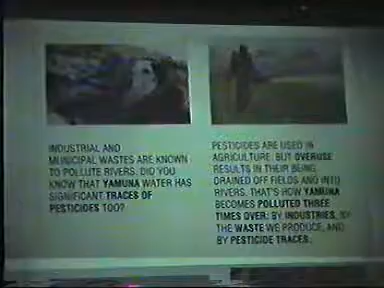 INDUSTRIAL AND
MUNICIPAL WASTES ARE KNOWN
TO POLLUTE RIVERS. DID YOU
KNOW THAT YAMUNA WATER HAS
SIGNIFICANT TRACES OF
PESTICIDES TOO?
PESTICIDES ARE USED IN
AGRICULTURE. BUT OVERUSE
RESULTS IN THEIR BEING
DRAINED OFF FIELDS AND INTO
RIVERS. THAT'S HOW YAMUNA
BECOMES POLLUTED THREE
TIMES OVER: BY INDUSTRIES, BY
THE WASTE WE PRODUCE, AND
BY PESTICIDE TRACES.